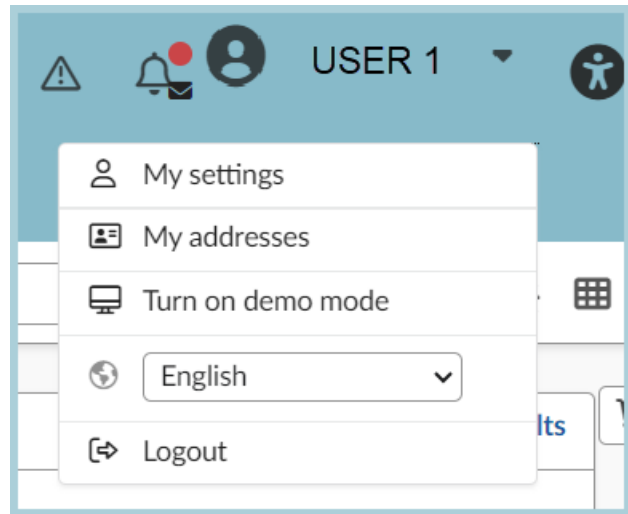 USER 1
My settings
My addresses
Turn on demo mode
English
lts
Logout